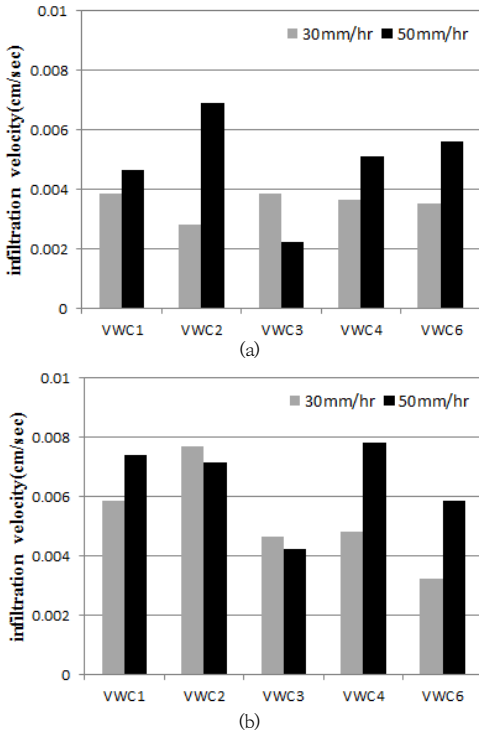 infiltration velocity(cm/sec)
30mm/hr 50mm/hr
0.01
0.008
0.006
0.004
0.002
0
VWC1 VWC2 VWC3 VWC4 VWC6
(a)
infiltration velocity(cm/sec)
30mm/hr 50mm/hr
0.01
0.008
0.006
0.004
0.002
0
VWC1 VWC2 VWC3 VWC4 VWC6
(b)